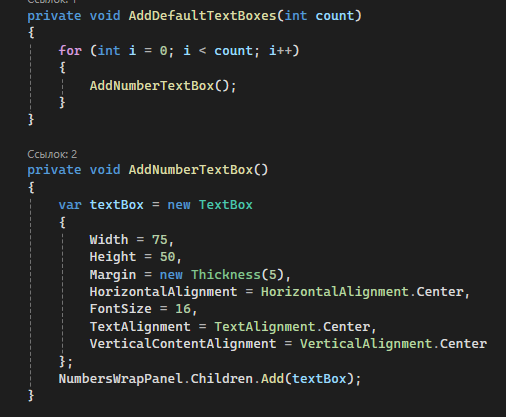 private void AddDefaultTextBoxes(int count)
{
for (int i = 0; i < count; i++)
{
AddNumberTextBox();
}
}
Ссылок: 2
private void AddNumberTextBox()
{
var textBox = new TextBox
{
Width = 75,
Height = 50,
Margin = new Thickness(5),
HorizontalAlignment = HorizontalAlignment.Center,
FontSize = 16,
TextAlignment = TextAlignment.Center,
VerticalContentAlignment = VerticalAlignment.Center
};
NumbersWrapPanel.Children.Add(textBox);
}